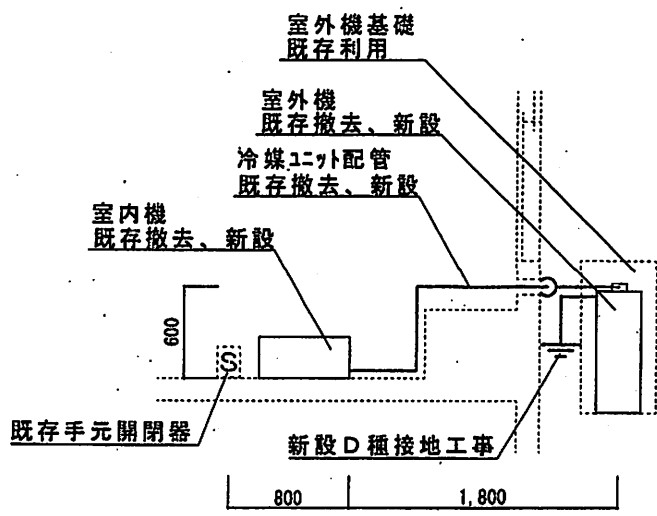 室外機基礎
既存利用
室外機
既存撤去、新設
冷媒ユニット配管
既存撤去、新設
室内機
既存撤去、新設
600
S
既存手元開閉器
新設D種接地工事
800
1,800